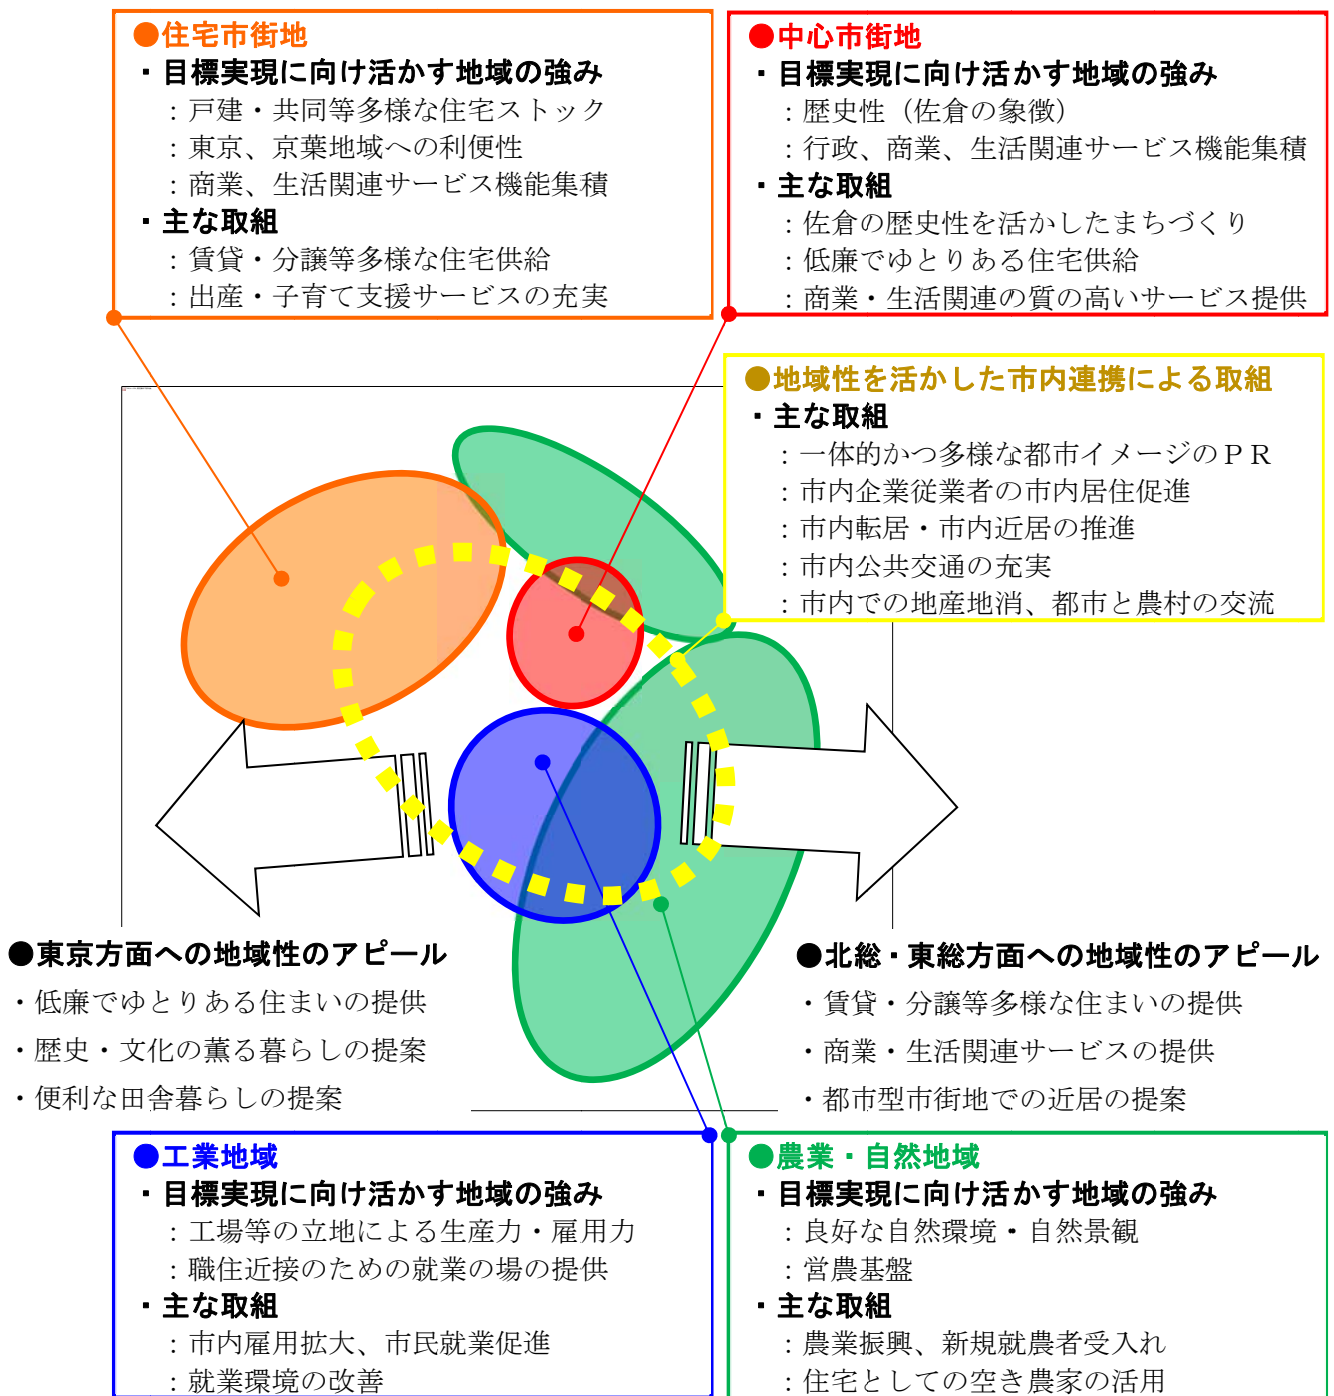 ●住宅市街地
・目標実現に向け活かす地域の強み
：戸建・共同等多様な住宅ストック
：東京、京葉地域への利便性
：商業、生活関連サービス機能集積
・主な取組
：賃貸・分譲等多様な住宅供給
：出産・子育て支援サービスの充実
●中心市街地
・目標実現に向け活かす地域の強み
：歴史性（佐倉の象徴）
：行政、商業、生活関連サービス機能集積
・主な取組
：佐倉の歴史性を活かしたまちづくり
：低廉でゆとりある住宅供給
：商業・生活関連の質の高いサービス提供
●地域性を活かした市内連携による取組
・主な取組
：一体的かつ多様な都市イメージのＰＲ
：市内企業従業者の市内居住促進
：市内転居・市内近居の推進
：市内公共交通の充実
：市内での地産地消、都市と農村の交流
●東京方面への地域性のアピール
・低廉でゆとりある住まいの提供
・歴史・文化の薫る暮らしの提案
・便利な田舎暮らしの提案
●北総・東総方面への地域性のアピール
・賃貸・分譲等多様な住まいの提供
・商業・生活関連サービスの提供
・都市型市街地での近居の提案
●工業地域
・目標実現に向け活かす地域の強み
：工場等の立地による生産力・雇用力
：職住近接のための就業の場の提供
・主な取組
：市内雇用拡大、市民就業促進
：就業環境の改善
●農業・自然地域
・目標実現に向け活かす地域の強み
：良好な自然環境・自然景観
：営農基盤
・主な取組
：農業振興、新規就農者受入れ
：住宅としての空き農家の活用